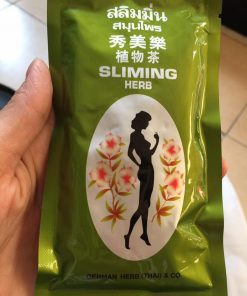 สลิมมิ่น
สมุนไพร
秀美樂
植物茶
SLIMING
HERB
GERMAN HERB (THAI) & CO.